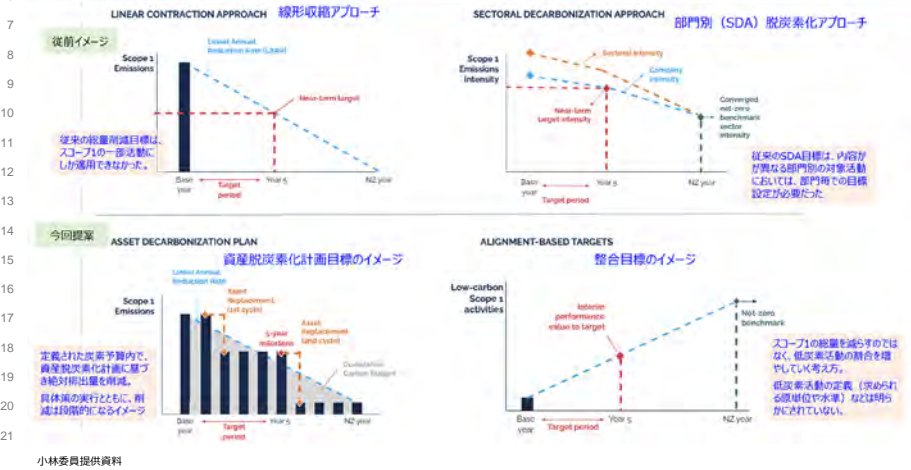 7
8
9
10
11
12
13
14
15
16
17
18
19
20
21
LINEAR CONTRACTION APPROACH 線形収縮アプローチ
従前イメージ
Scope 1
Emissions
Linear Annual
Reduction Rate (LARR)
Near-term target
従来の総量削減目標は、
スコープ1の一部活動に
しか適用できなかった。
Base
year
Target
period
Year 5
NZ year
SECTORAL DECARBONIZATION APPROACH
部門別（SDA）脱炭素化アプローチ
Scope 1
Emissions
intensity
Sectoral intensity
Company
intensity
Near-term
target intensity
Converged
net-zero
benchmark
sector
intensity
従来のSDA目標は、内容が
が異なる部門別の対象活動
においては、部門毎での目標
設定が必要だった
Base
year
Target period
Year 5
NZ year
今回提案
ASSET DECARBONIZATION PLAN
資産脱炭素化計画目標のイメージ
Linear Annual
Reduction Rate
Scope 1
Emissions
Asset
Replacement
(1st cycle)
5-year
milestone
Asset
Replacement
(2nd cycle)
Cumulative
Carbon Budget
定義された炭素予算内で、
資産脱炭素化計画に基づ
き絶対排出量を削減。
具体策の実行とともに、削
減は段階的になるイメージ
Base
year
Target
period
Year 5
NZ year
ALIGNMENT-BASED TARGETS
整合目標のイメージ
Low-carbon
Scope 1
activities
Interim
performance
value to target
Net-zero
benchmark
スコープ1の総量を減らすのでは
なく、低炭素活動の割合を増
やしていく考え方。
低炭素活動の定義（求められ
る原単位や水準）などは明ら
かにされていない。
Base
year
Target period
Year 5
NZ year
小林委員提供資料